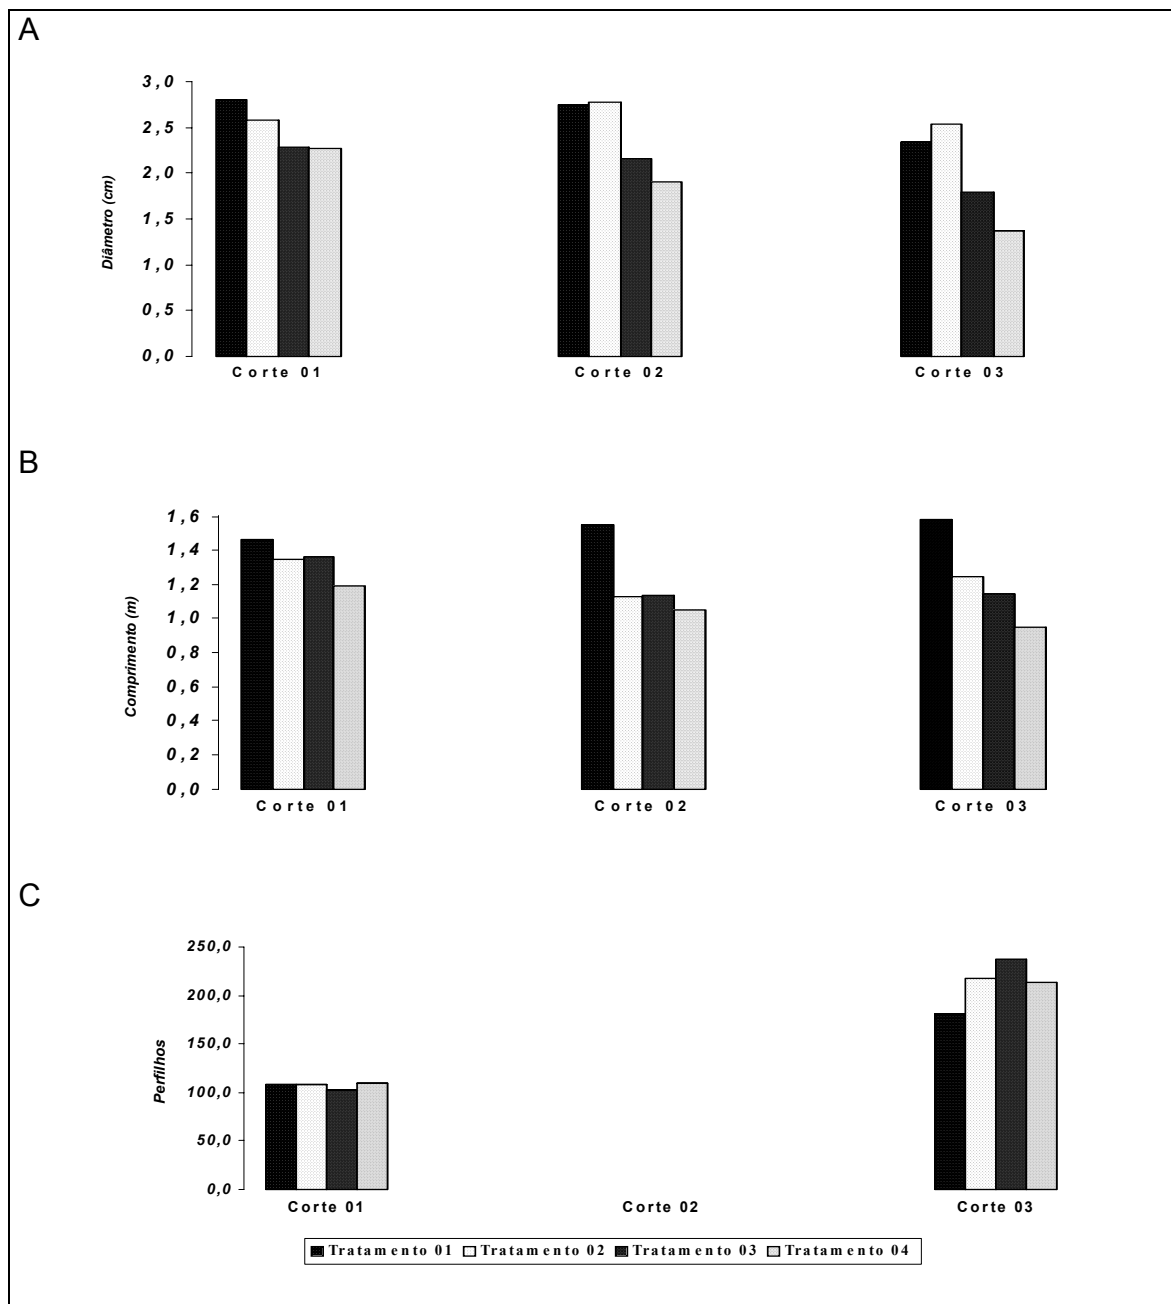 A
3,0
2,5
2,0
1,5
1,0
0,5
0,0
Diâmetro (cm)
Corte 01 Corte 02 Corte 03
B
1,6
1,4
1,2
1,0
0,8
0,6
0,4
0,2
0,0
Comprimento (m)
Corte 01 Corte 02 Corte 03
C
250,0
200,0
150,0
100,0
50,0
0,0
Perfilhos
Corte 01 Corte 02 Corte 03
Tratamento 01 Tratamento 02 Tratamento 03 Tratamento 04